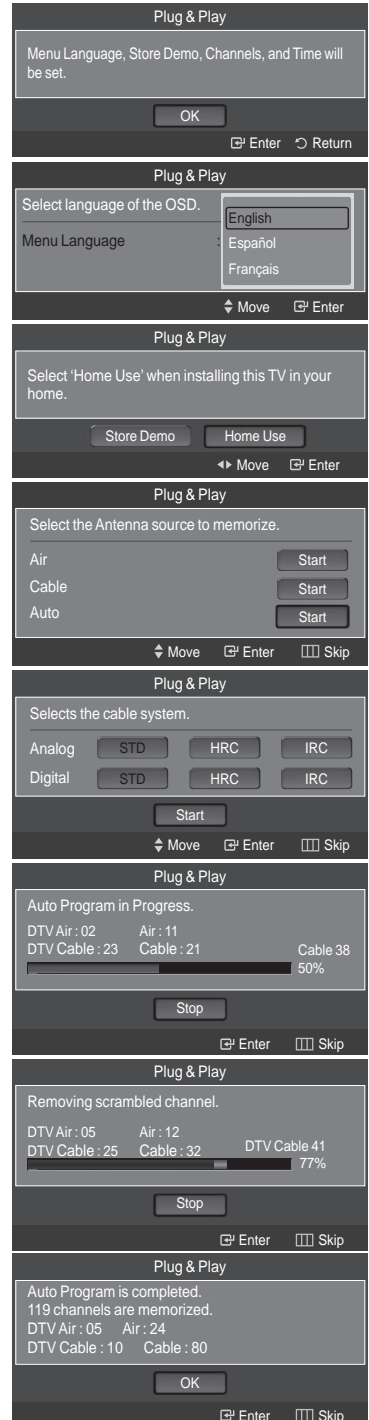 Plug & Play
Menu Language, Store Demo, Channels, and Time will
be set.
OK
Enter Return
Plug & Play
Select language of the OSD.
Menu Language : English
Español
Français
Move Enter
Plug & Play
Select ‘Home Use’ when installing this TV in your
home.
Store Demo Home Use
Move Enter
Plug & Play
Select the Antenna source to memorize.
Air Start
Cable Start
Auto Start
Move Enter Skip
Plug & Play
Selects the cable system.
Analog STD HRC IRC
Digital STD HRC IRC
Start
Move Enter Skip
Plug & Play
Auto Program in Progress.
DTV Air : 02 Air : 11
DTV Cable : 23 Cable : 21 Cable 38
50%
Stop
Enter Skip
Plug & Play
Removing scrambled channel.
DTV Air : 05 Air : 12
DTV Cable : 25 Cable : 32 DTV Cable 41
77%
Stop
Enter Skip
Plug & Play
Auto Program is completed.
119 channels are memorized.
DTV Air : 05 Air : 24
DTV Cable : 10 Cable : 80
OK
Enter Skip